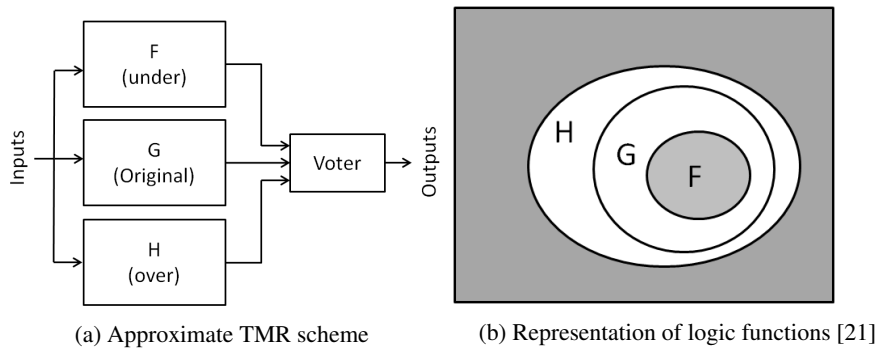 Inputs
F
(under)
G
(Original)
H
(over)
Voter
Outputs
(a) Approximate TMR scheme
H
G
F
(b) Representation of logic functions [21]